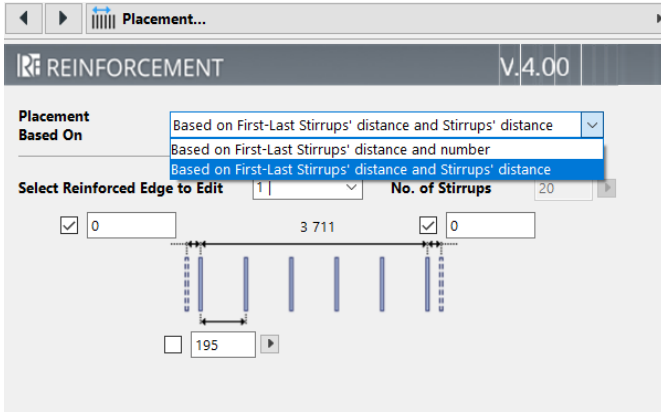 Placement...
REINFORCEMENT V.4.00
Placement
Based On
Based on First-Last Stirrups' distance and Stirrups' distance
Based on First-Last Stirrups' distance and number
Based on First-Last Stirrups' distance and Stirrups' distance
Select Reinforced Edge to Edit 1 No. of Stirrups 20
0 3 711 0
195